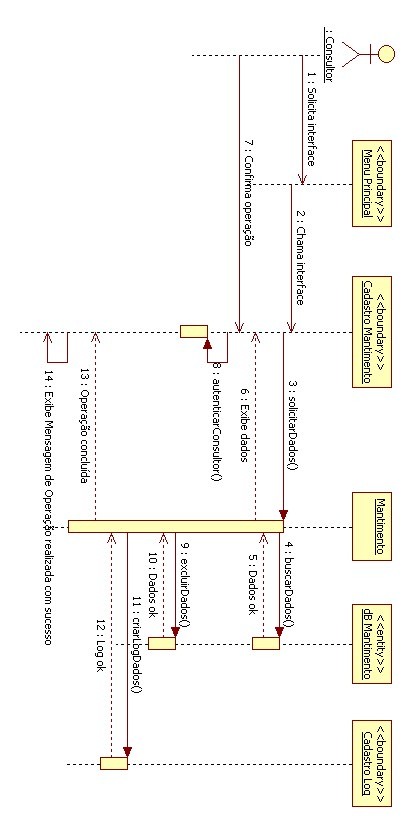 : Consultor
<<boundary>>
Menu Principal
<<boundary>>
Cadastro Mantimento
Mantimento
<<entity>>
dB Mantimento
<<boundary>>
Cadastro Log
1 : Solicita interface
2 : Chama interface
3 : solicitarDados()
4 : buscarDados()
5 : Dados ok
6 : Exibe dados
7 : Confirma operação
8 : autenticarConsultor()
9 : excluirDados()
10 : Dados ok
11 : criarLogDados()
12 : Log ok
13 : Operação concluída
14 : Exibe Mensagem de Operação realizada com sucesso